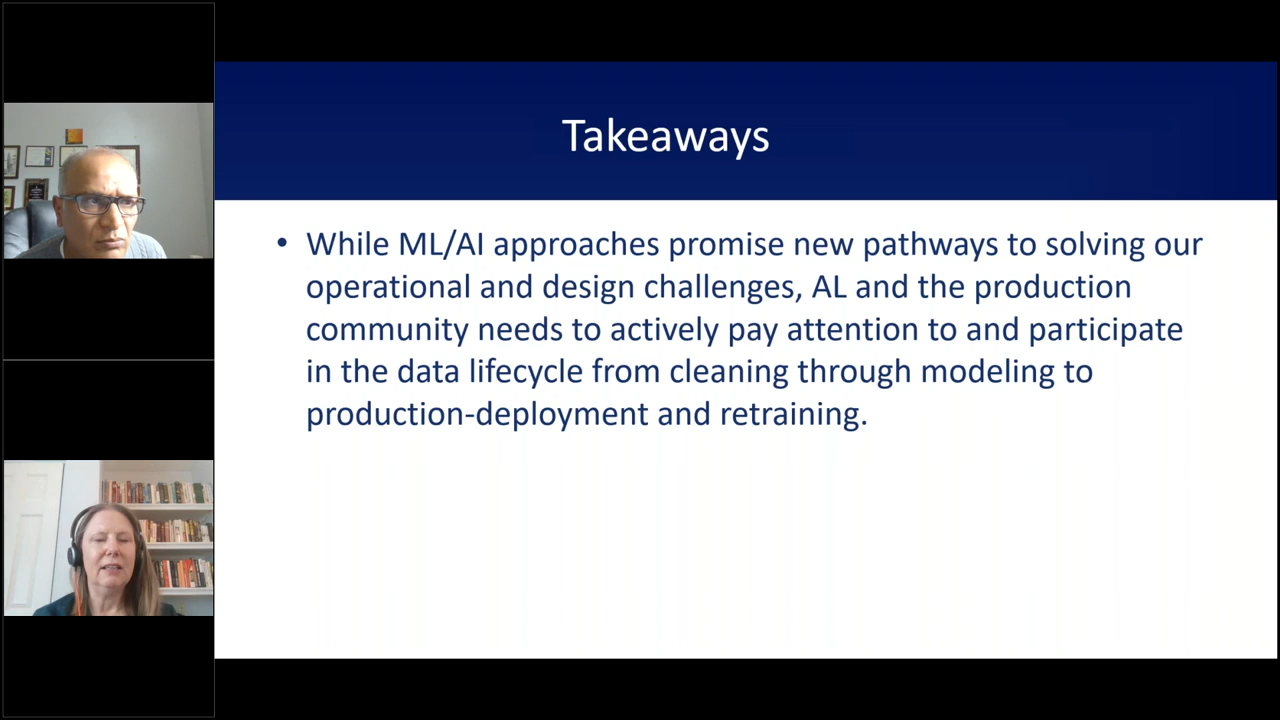 Takeaways
• While ML/AI approaches promise new pathways to solving our
operational and design challenges, AL and the production
community needs to actively pay attention to and participate
in the data lifecycle from cleaning through modeling to
production-deployment and retraining.